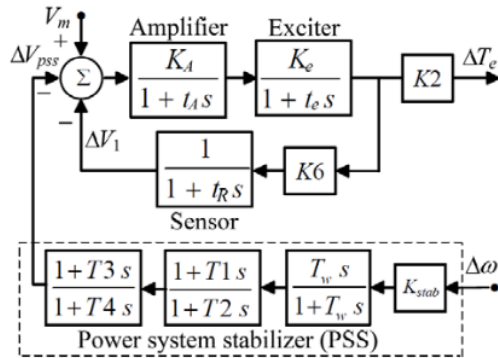 V_m
Amplifier Exciter
ΔV_pss + Σ − −
K_A / 1 + t_A s
K_e / 1 + t_e s
K2 ΔT_e
ΔV_1
1 / 1 + t_R s
K6
Sensor
1+T3 s / 1+T4 s
1+T1 s / 1+T2 s
T_w s / 1+T_w s
K_stab Δω
Power system stabilizer (PSS)